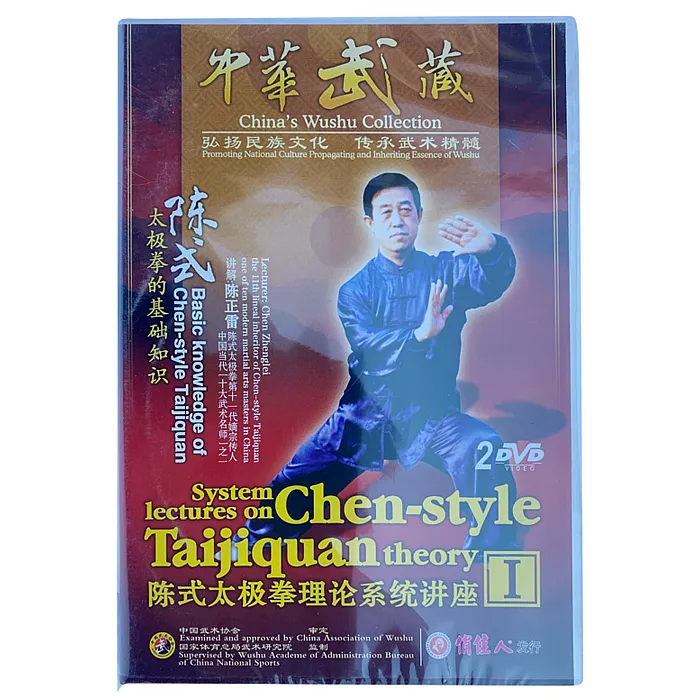 中华武藏
China's Wushu Collection
弘扬民族文化 传承武术精髓
Promoting National Culture Propagating and Inheriting Essence of Wushu
陈式
太极拳的基础知识
Basic knowledge of
Chen-style Taijiquan
Lecturer: Chen Zhenglei
the 11th lineal inheritor of Chen-style Taijiquan
one of ten modern martial arts masters in China
讲解 陈正雷
陈式太极拳第十一代嫡宗传人
中国当代“十大武术名师”之一
2 DVD
VIDEO
System
lectures on Chen-style
Taijiquan theory I
陈式太极拳理论系统讲座
中国武术协会 审定
Examined and approved by China Association of Wushu
国家体育总局武术研究院 监制
Supervised by Wushu Academe of Administration Bureau
of China National Sports
俏佳人 发行